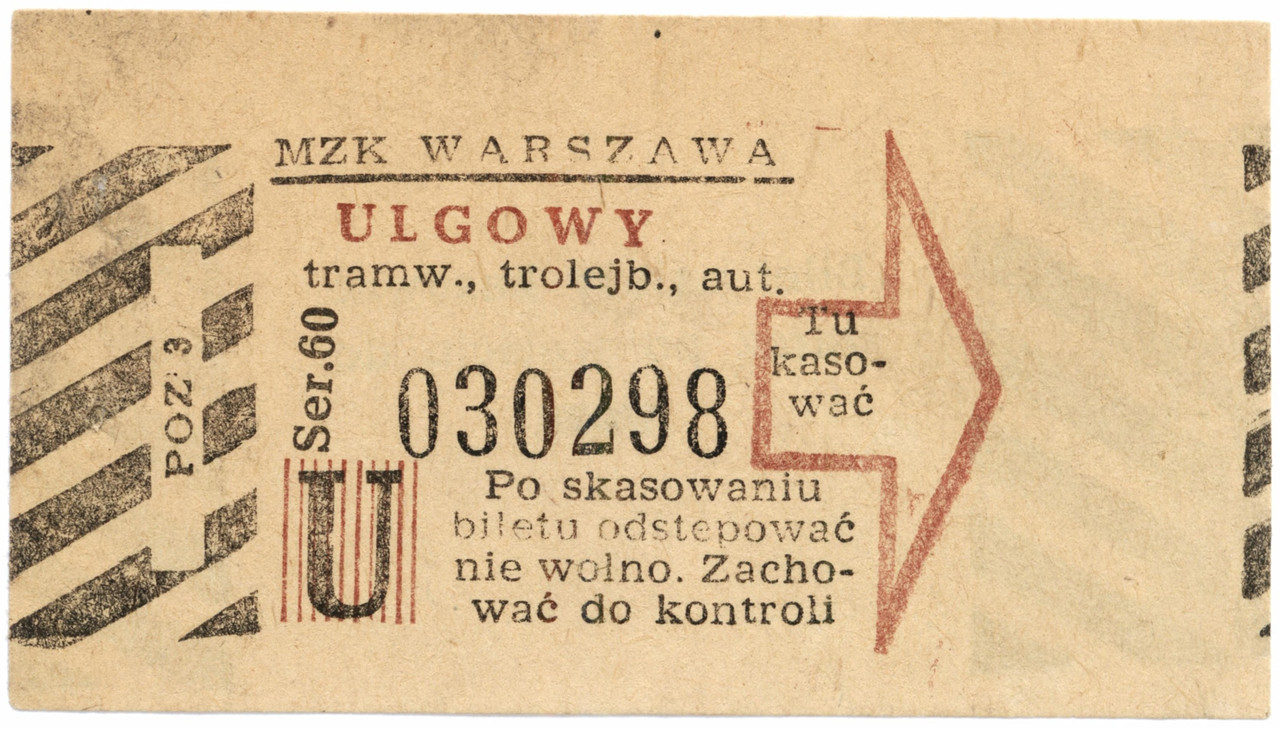 MZK WARSZAWA
ULGOWY
tramw., trolejb., aut.
POZ 3
Ser.60
030298
Tu
kaso-
wać
U
Po skasowaniu
biletu odstepować
nie wolno. Zacho-
wać do kontroli